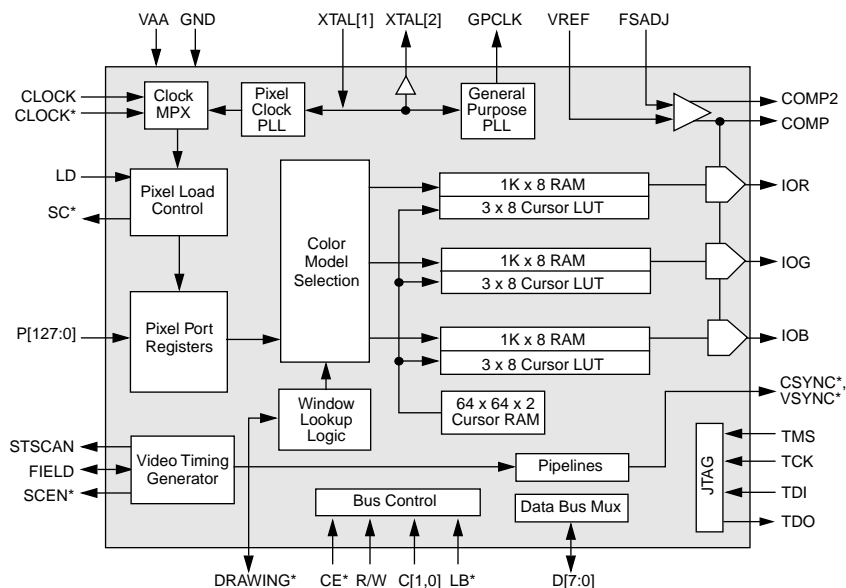 VAA GND XTAL[1] XTAL[2] GPCLK VREF FSADJ
CLOCK
CLOCK*
Clock
MPX
Pixel
Clock
PLL
General
Purpose
PLL
COMP2
COMP
LD
SC*
Pixel Load
Control
Color
Model
Selection
1K x 8 RAM
3 x 8 Cursor LUT
IOR
1K x 8 RAM
3 x 8 Cursor LUT
IOG
P[127:0]
Pixel Port
Registers
1K x 8 RAM
3 x 8 Cursor LUT
IOB
Window
Lookup
Logic
64 x 64 x 2
Cursor RAM
CSYNC*,
VSYNC*
STSCAN
FIELD
SCEN*
Video Timing
Generator
Pipelines
JTAG
TMS
TCK
TDI
TDO
Bus Control
Data Bus Mux
DRAWING* CE* R/W C[1,0] LB* D[7:0]